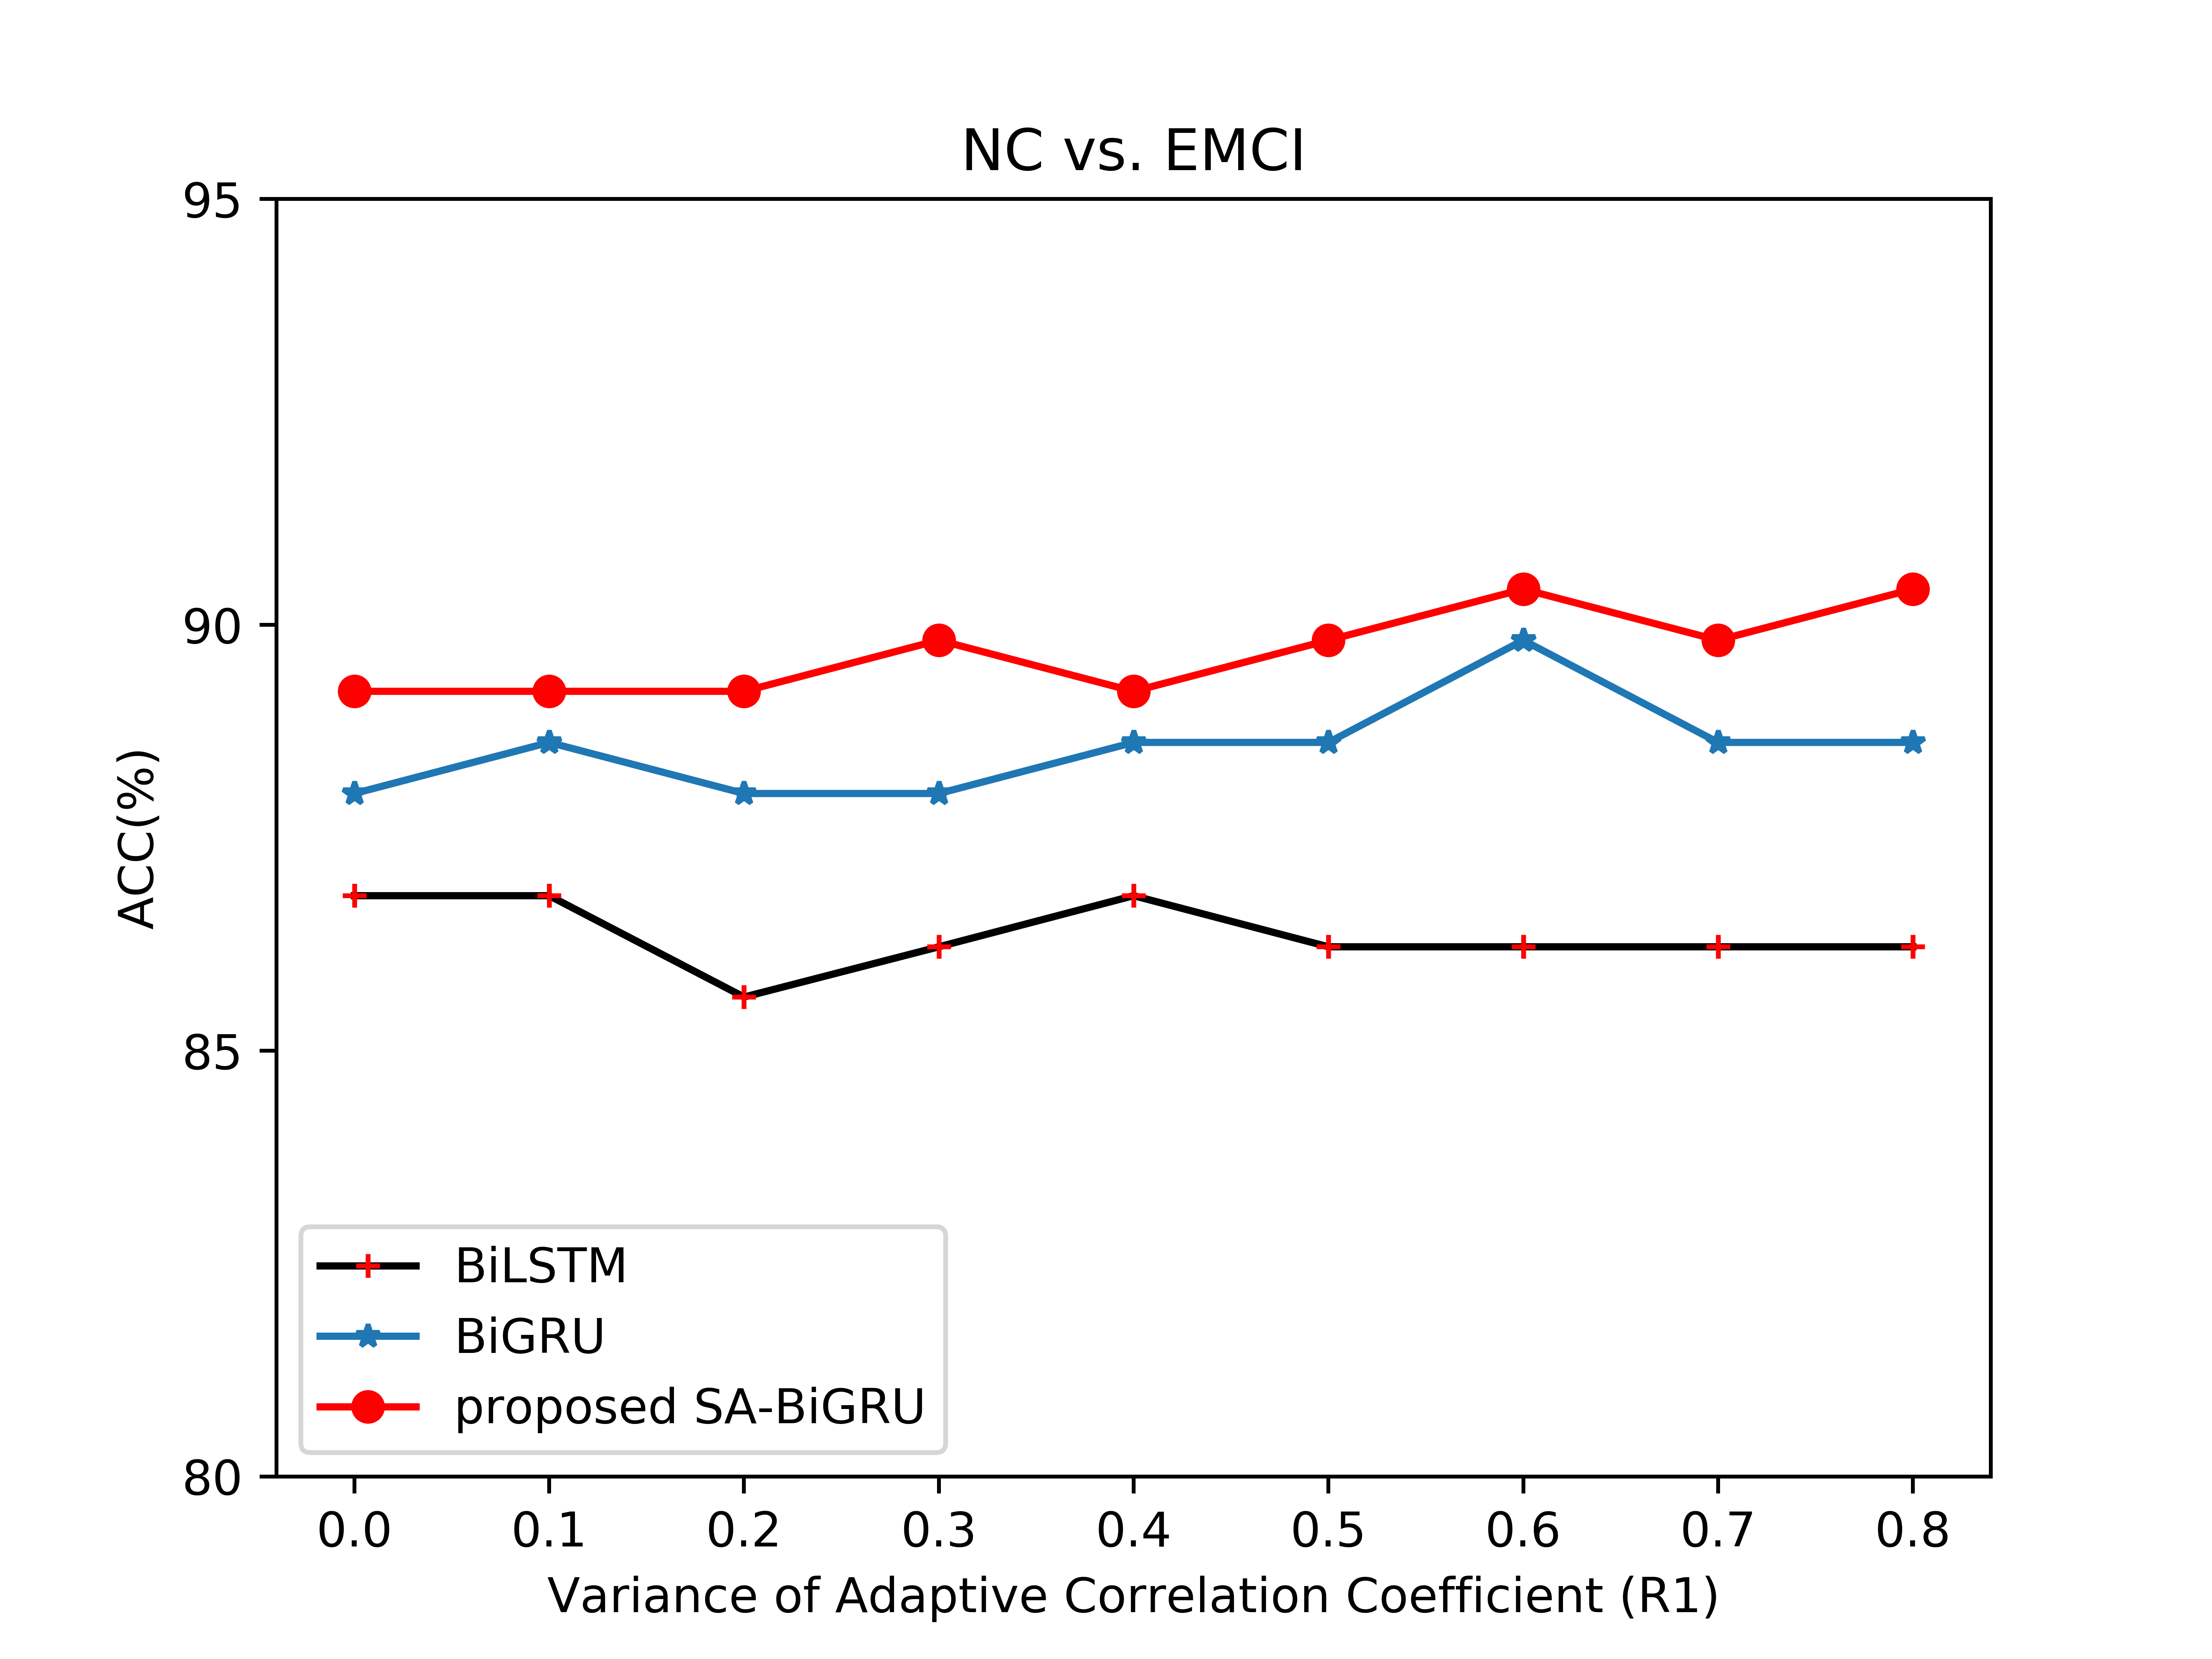 NC vs. EMCI
95
90
85
80
ACC(%)
BiLSTM
BiGRU
proposed SA-BiGRU
0.0 0.1 0.2 0.3 0.4 0.5 0.6 0.7 0.8
Variance of Adaptive Correlation Coefficient (R1)